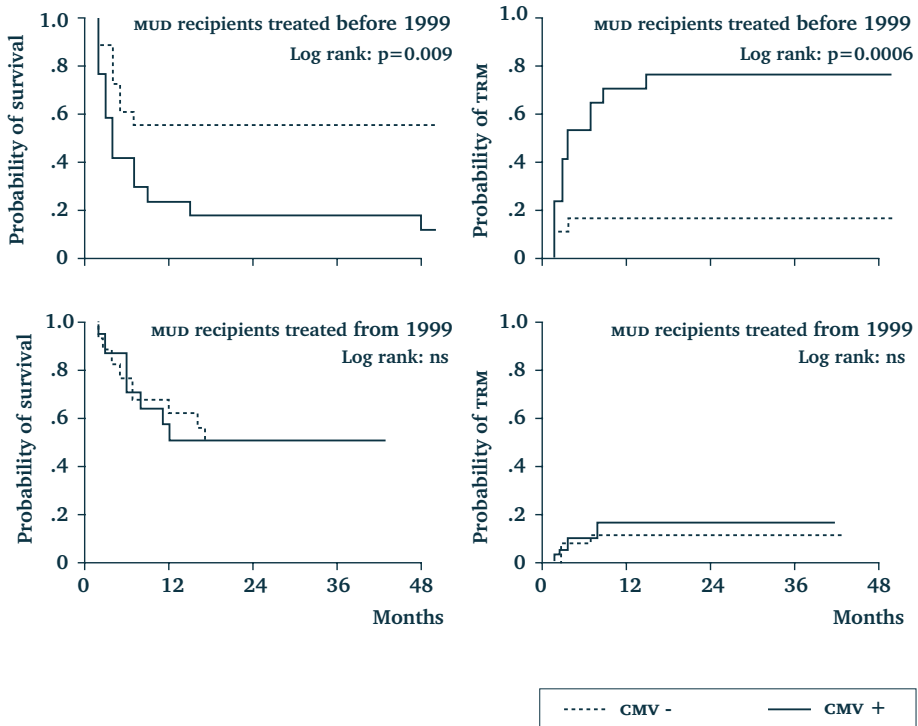 MUD recipients treated before 1999
Log rank: p=0.009
Probability of survival
1.0
.8
.6
.4
.2
0
MUD recipients treated before 1999
Log rank: p=0.0006
Probability of TRM
1.0
.8
.6
.4
.2
0
MUD recipients treated from 1999
Log rank: ns
Probability of survival
1.0
.8
.6
.4
.2
0
0 12 24 36 48
Months
MUD recipients treated from 1999
Log rank: ns
Probability of TRM
1.0
.8
.6
.4
.2
0
0 12 24 36 48
Months
CMV - CMV +